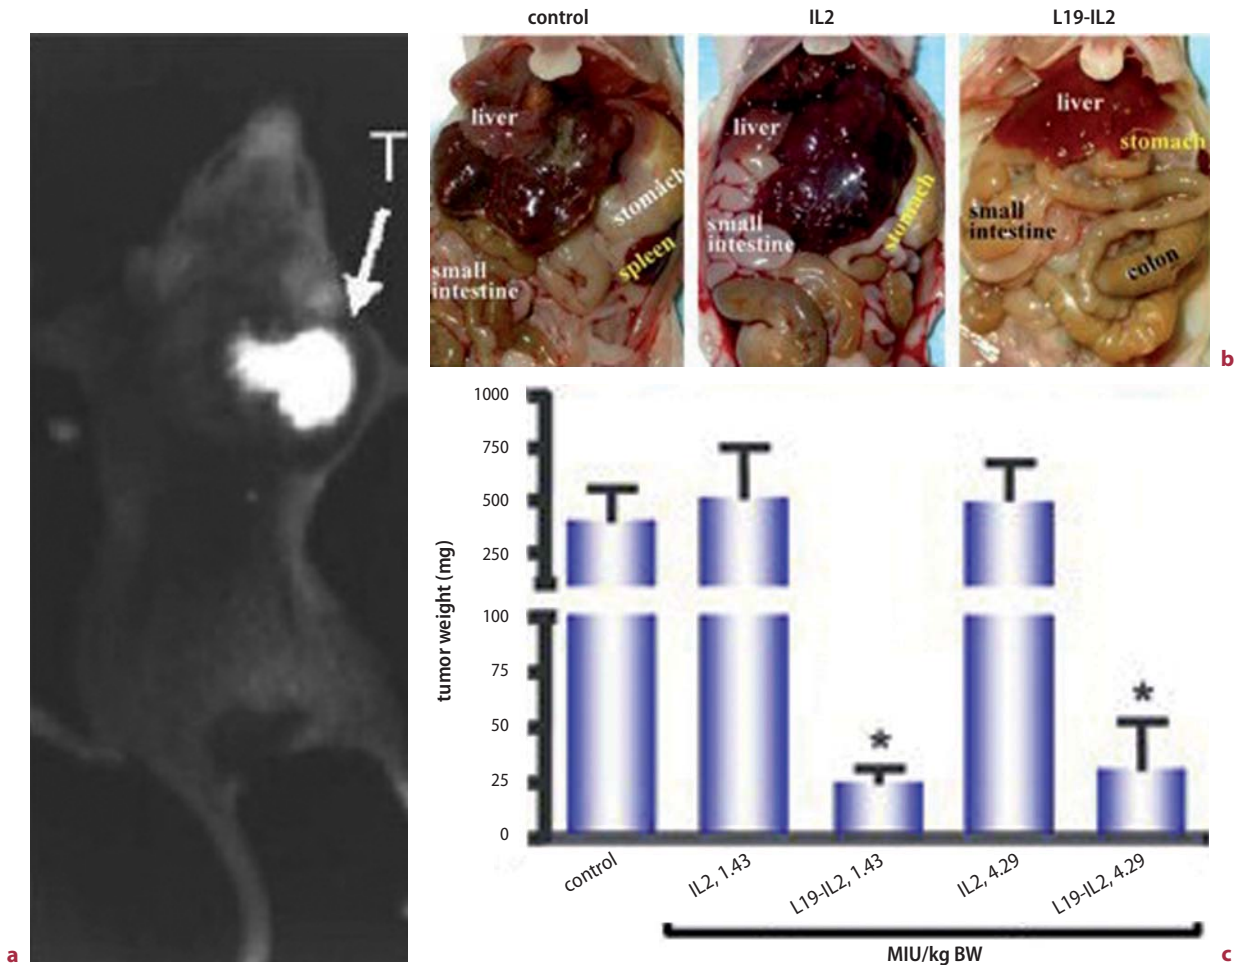 control
IL2
L19-IL2
T
liver
stomach
spleen
small
intestine
liver
stomach
small
intestine
liver
stomach
small
intestine
colon
a
b
1000
750
500
250
100
75
50
25
0
tumor weight (mg)
*
*
control
IL2, 1.43
L19-IL2, 1.43
IL2, 4.29
L19-IL2, 4.29
MIU/kg BW
c